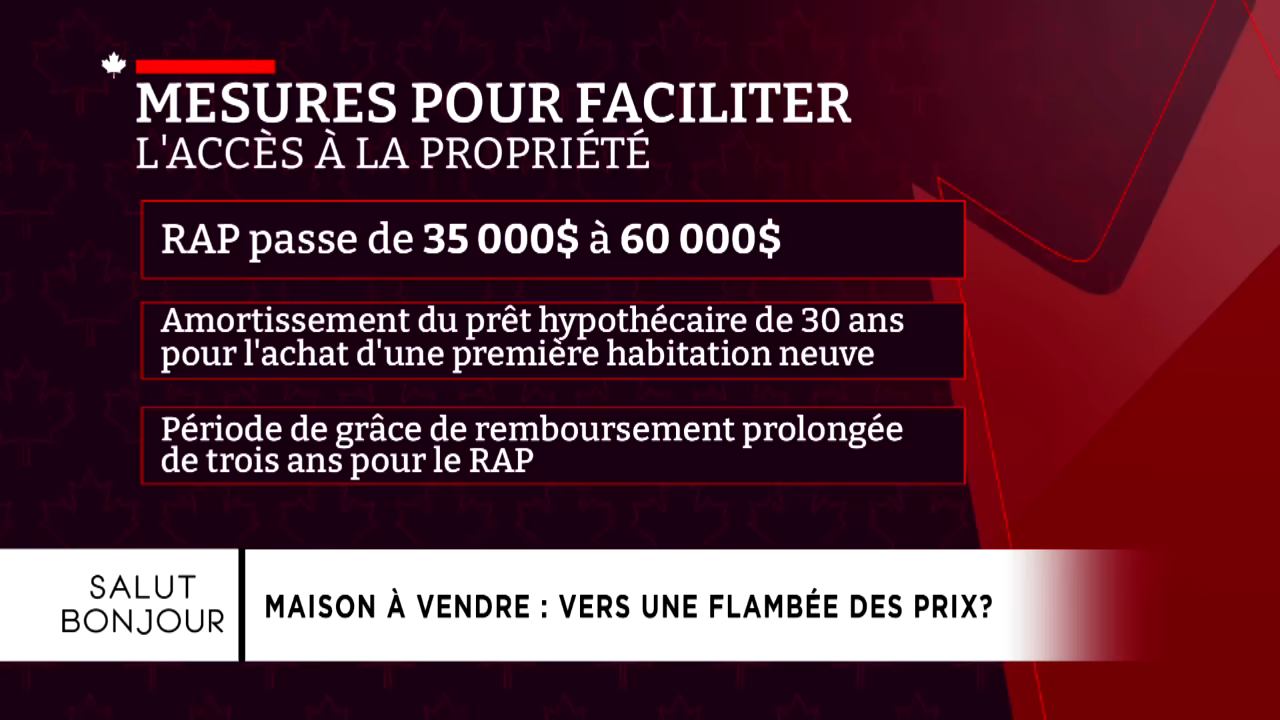 MESURES POUR FACILITER
L'ACCÈS À LA PROPRIÉTÉ
RAP passe de 35 000$ à 60 000$
Amortissement du prêt hypothécaire de 30 ans
pour l'achat d'une première habitation neuve
Période de grâce de remboursement prolongée
de trois ans pour le RAP
SALUT
BONJOUR
MAISON À VENDRE : VERS UNE FLAMBÉE DES PRIX?